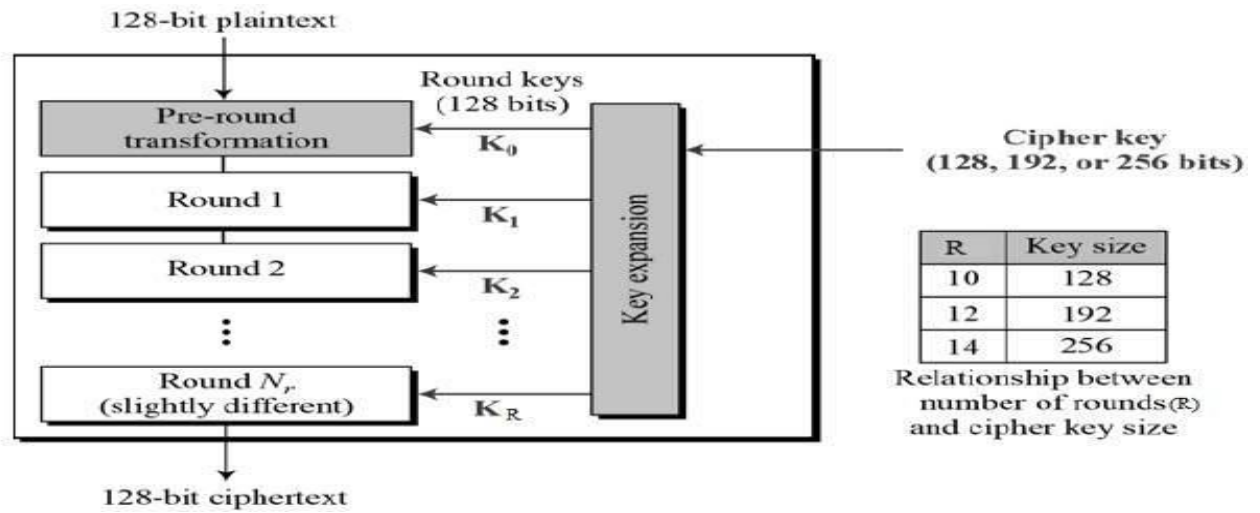 128-bit plaintext
Round keys
(128 bits)
Pre-round
transformation
K0
Cipher key
(128, 192, or 256 bits)
Round 1
K1
Key expansion
Round 2
K2
R Key size
10 128
12 192
14 256
Round Nr
(slightly different)
KR
Relationship between
number of rounds(R)
and cipher key size
128-bit ciphertext